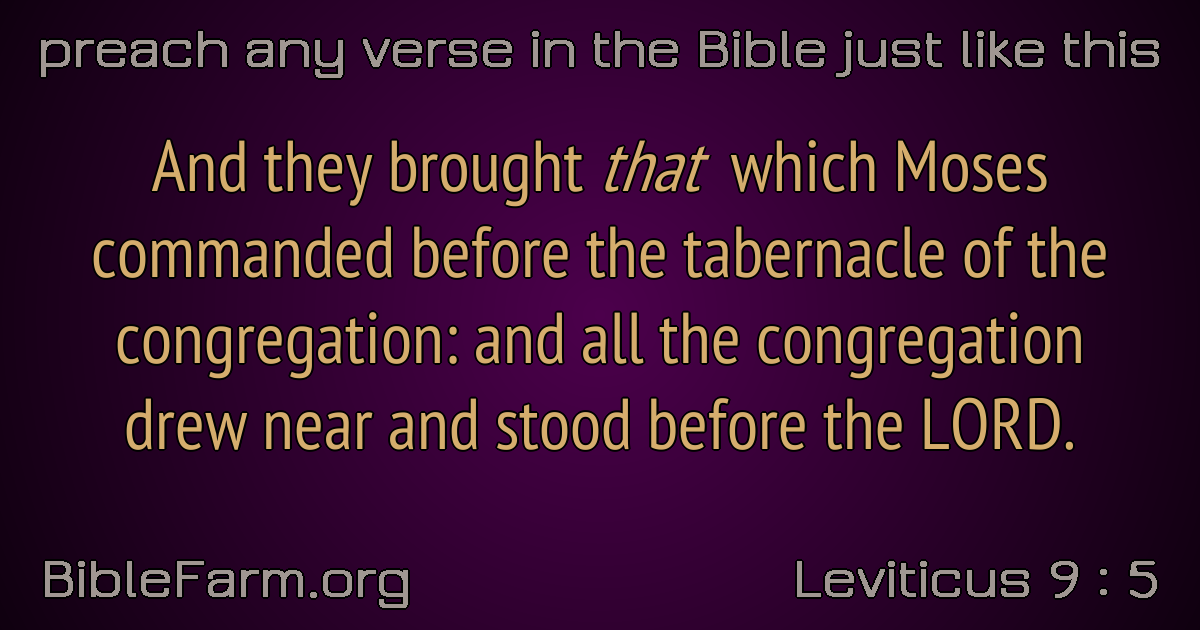 preach any verse in the Bible just like this
And they brought that which Moses
commanded before the tabernacle of the
congregation: and all the congregation
drew near and stood before the LORD.
BibleFarm.org
Leviticus 9 : 5